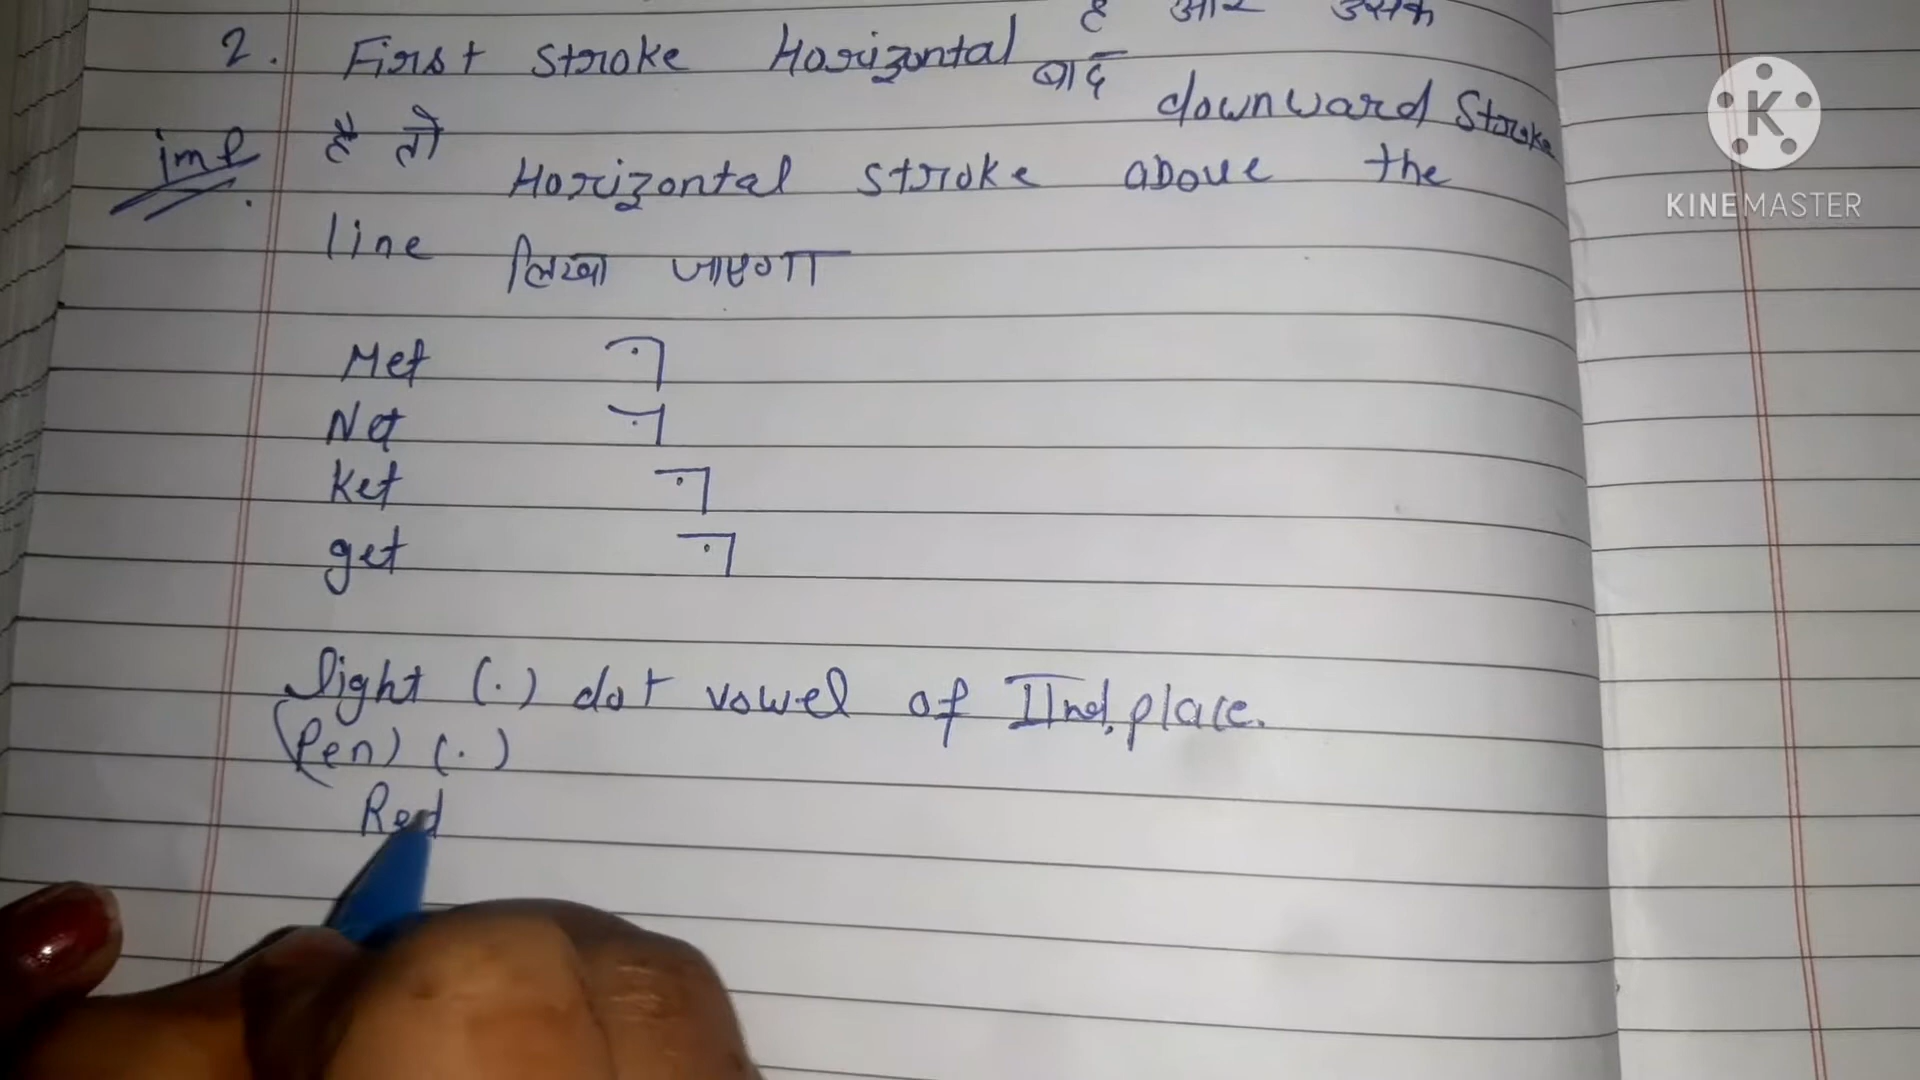 2. First stroke Horizontal है और उसके
बाद downward Stroke
imp है तो Horizontal stroke above the
line लिखा जाएगा
Met
Net
Ket
get
light (.) dot vowel of IInd, place.
(Pen) (.)
Red
K
KINEMASTER